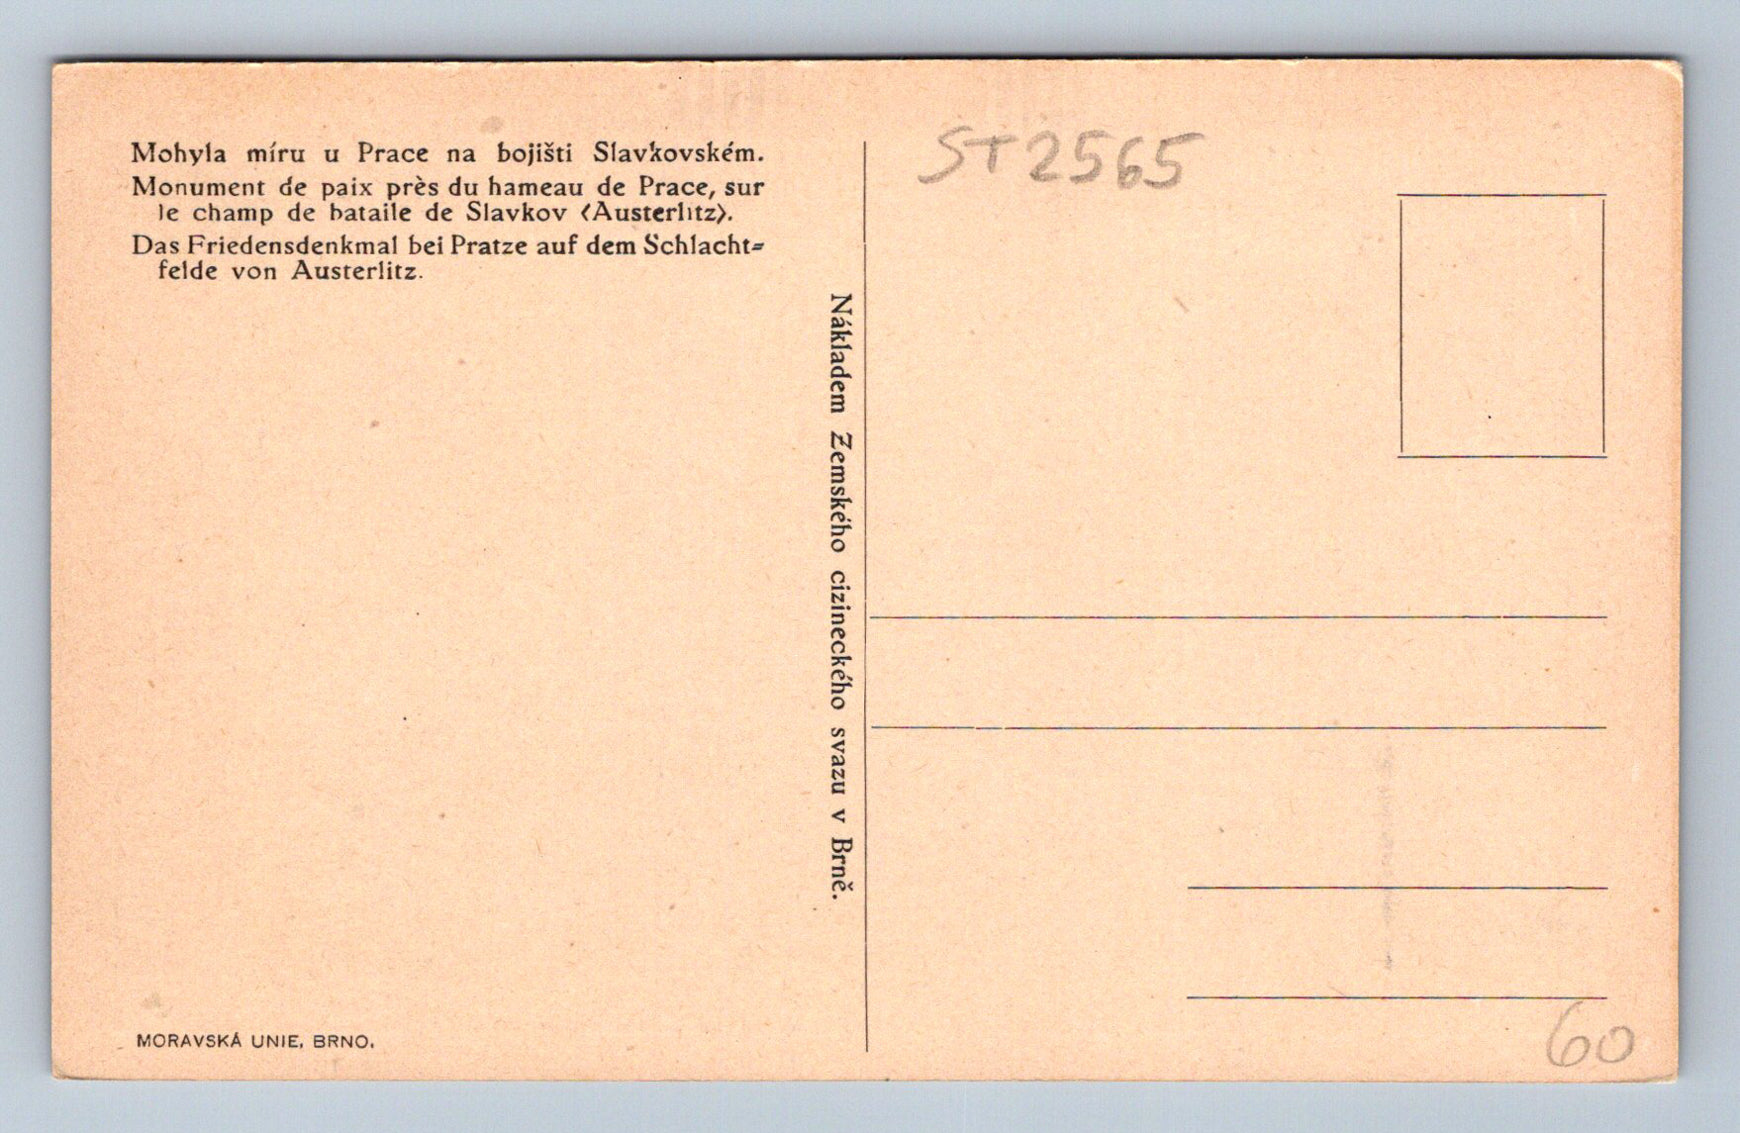 Mohyla míru u Prace na bojišti Slavkovském.
Monument de paix près du hameau de Prace, sur
le champ de bataile de Slavkov (Austerlitz).
Das Friedensdenkmal bei Pratze auf dem Schlacht=
felde von Austerlitz.
Nákladem Zemského cizineckého svazu v Brně.
MORAVSKÁ UNIE, BRNO.
ST2565
60